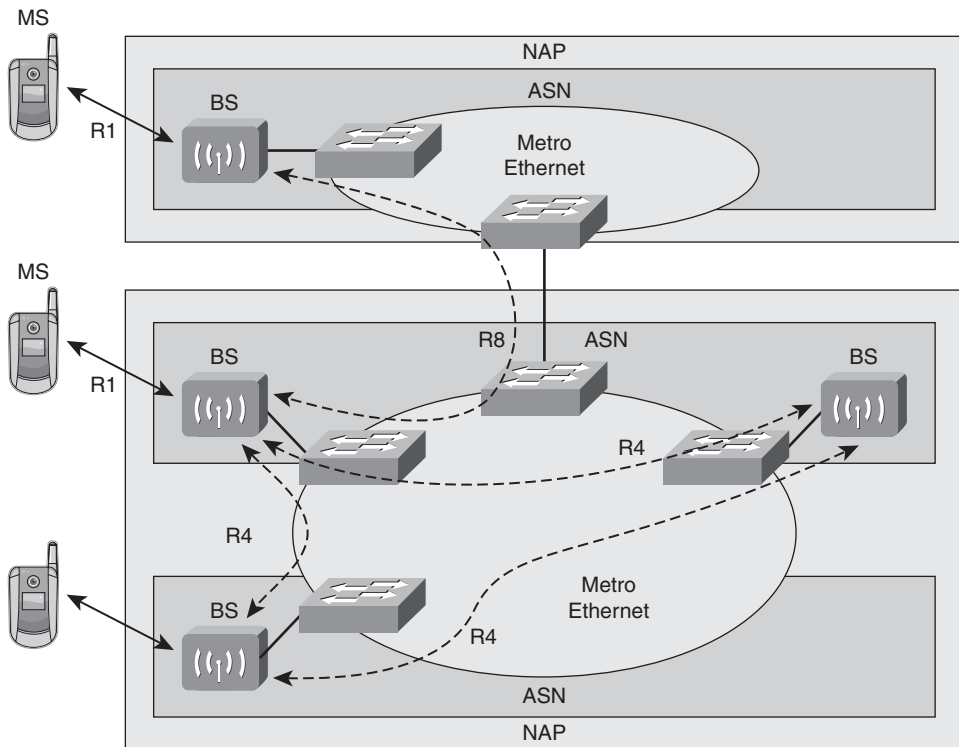 MS
NAP
ASN
BS
R1
Metro
Ethernet
MS
R8
ASN
BS
BS
R1
R4
R4
Metro
Ethernet
BS
R4
ASN
NAP